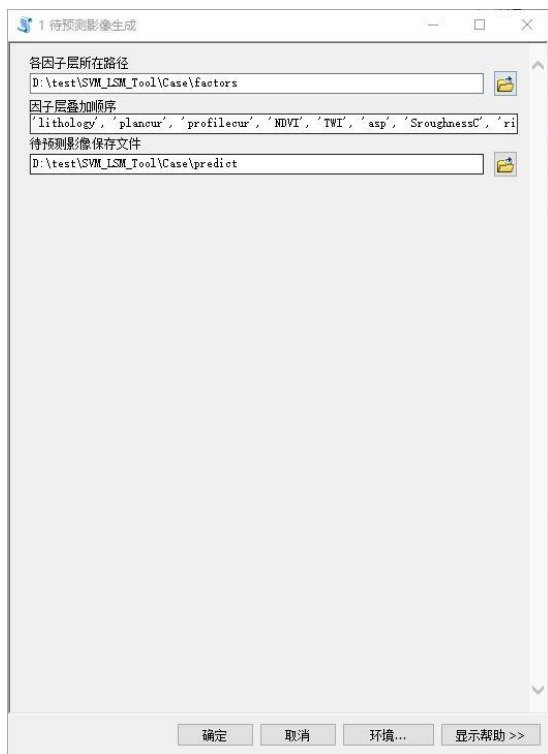 1 待预测影像生成
各因子层所在路径
D:\test\SVM_LSM_Tool\Case\factors
因子层叠加顺序
'lithology', 'plancur', 'profilecur', 'NDVI', 'TWI', 'asp', 'SroughnessC', 'ri
待预测影像保存文件
D:\test\SVM_LSM_Tool\Case\predict
确定 取消 环境... 显示帮助 >>